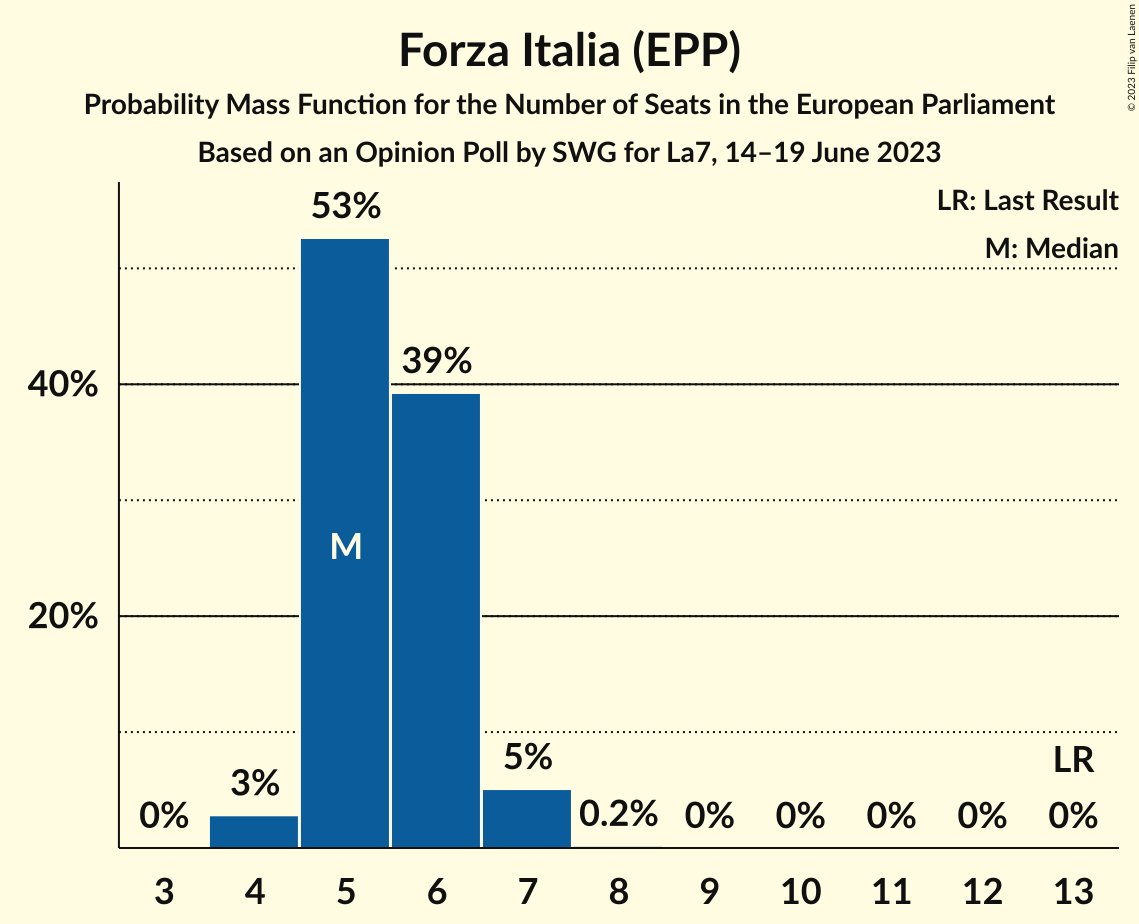 Forza Italia (EPP)
Probability Mass Function for the Number of Seats in the European Parliament
Based on an Opinion Poll by SWG for La7, 14–19 June 2023
© 2023 Filip van Laenen
LR: Last Result
M: Median
53%
39%
40%
M
20%
LR
5%
3%
0%
0.2%
0%
0%
0%
0%
0%
3 4 5 6 7 8 9 10 11 12 13